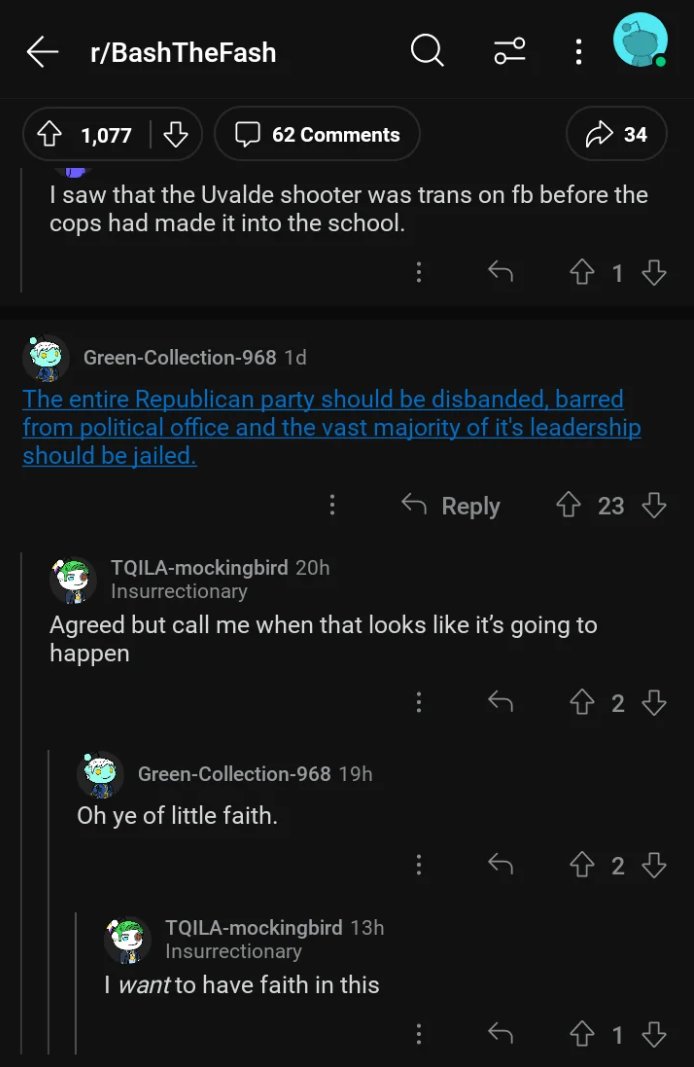 r/BashTheFash
1,077
62 Comments
34
I saw that the Uvalde shooter was trans on fb before the
cops had made it into the school.
1
Green-Collection-968 1d
The entire Republican party should be disbanded, barred
from political office and the vast majority of it's leadership
should be jailed.
Reply
23
TQILA-mockingbird 20h
Insurrectionary
Agreed but call me when that looks like it’s going to
happen
2
Green-Collection-968 19h
Oh ye of little faith.
2
TQILA-mockingbird 13h
Insurrectionary
I want to have faith in this
1